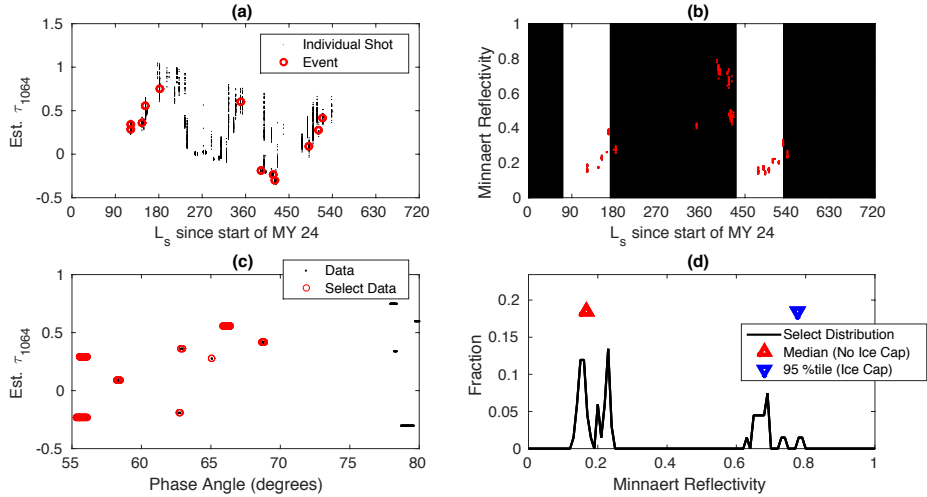 (a)
1.5
1
0.5
0
-0.5
Est. τ1064
Individual Shot
Event
0 90 180 270 360 450 540 630 720
Ls since start of MY 24
(b)
1
0.8
0.6
0.4
0.2
0
Minnaert Reflectivity
0 90 180 270 360 450 540 630 720
Ls since start of MY 24
(c)
1
0.5
0
-0.5
Est. τ1064
Data
Select Data
55 60 65 70 75 80
Phase Angle (degrees)
(d)
0.2
0.15
0.1
0.05
0
Fraction
Select Distribution
Median (No Ice Cap)
95 %tile (Ice Cap)
0 0.2 0.4 0.6 0.8 1
Minnaert Reflectivity